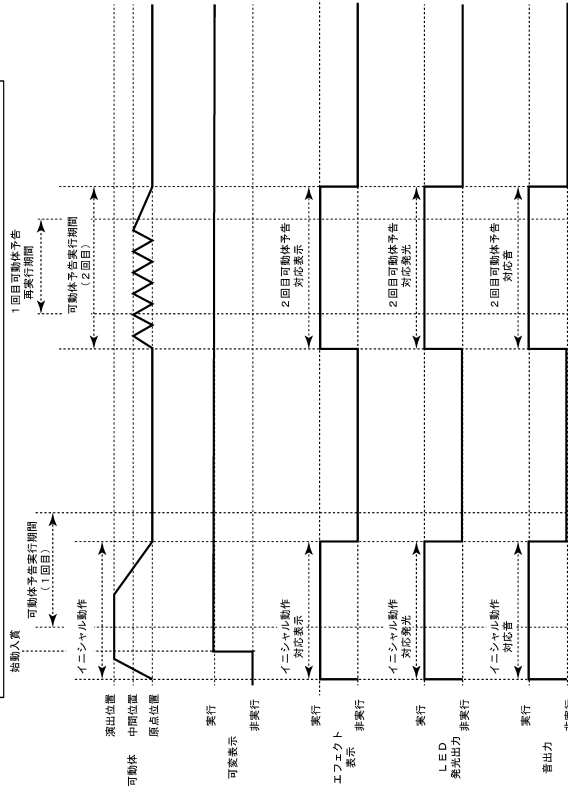 始動入賞
可動体予告実行期間
（１回目）
１回目可動体予告
再実行期間
イニシャル動作
可動体予告実行期間
（２回目）
可動体
演出位置
中間位置
原点位置
可変表示
実行
非実行
エフェクト
表示
実行
非実行
イニシャル動作
対応表示
２回目可動体予告
対応表示
ＬＥＤ
発光出力
実行
非実行
イニシャル動作
対応発光
２回目可動体予告
対応発光
音出力
実行
非実行
イニシャル動作
対応音
２回目可動体予告
対応音